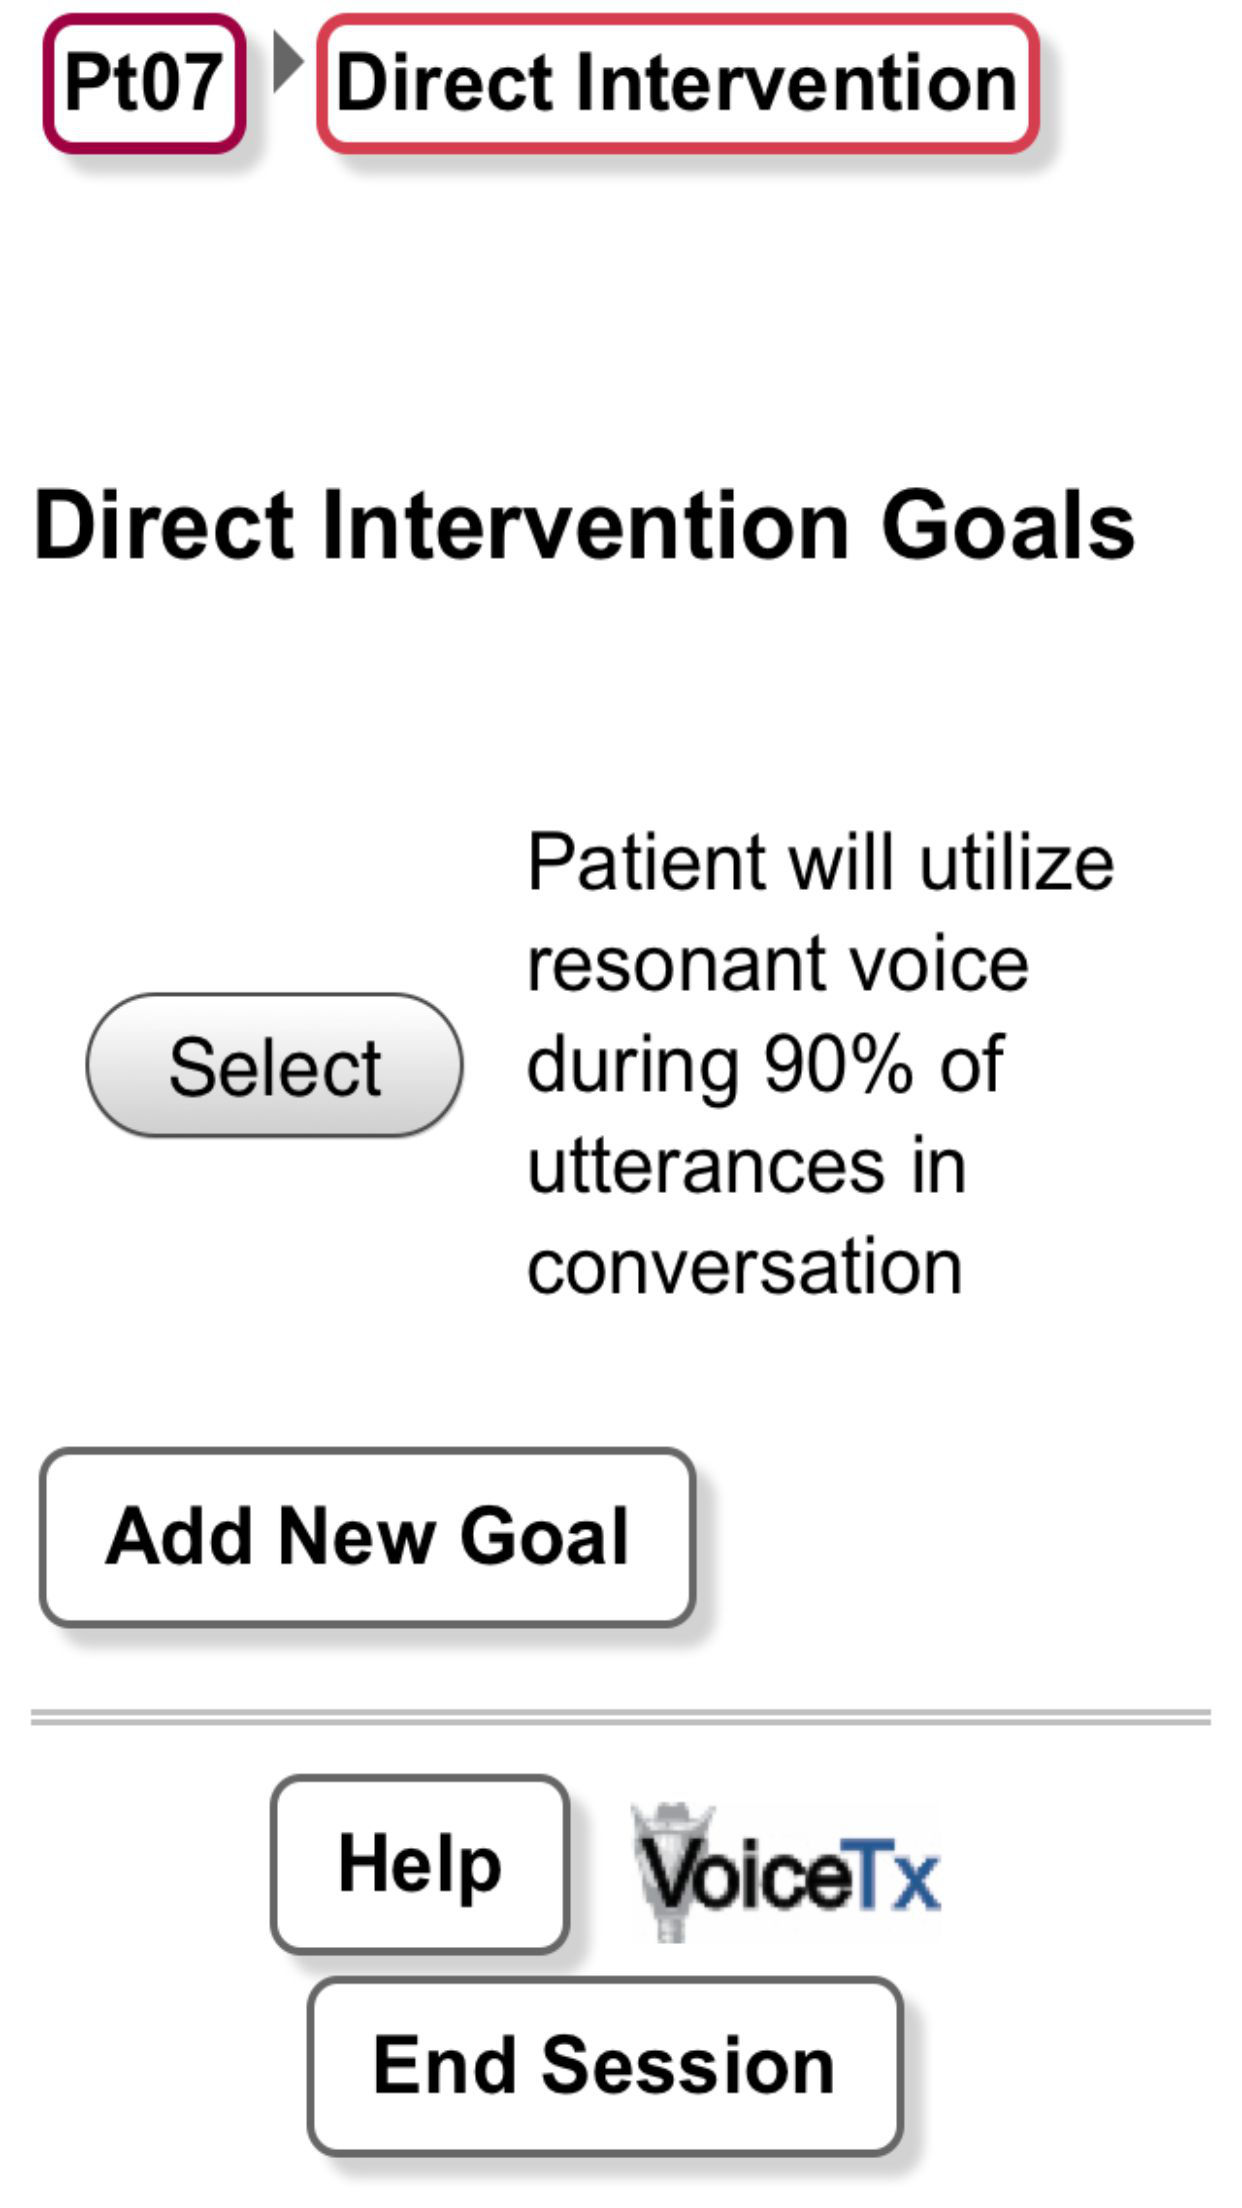 Pt07 Direct Intervention
Direct Intervention Goals
Patient will utilize
resonant voice
Select during 90% of
utterances in
conversation
Add New Goal
Help VoiceTx
End Session